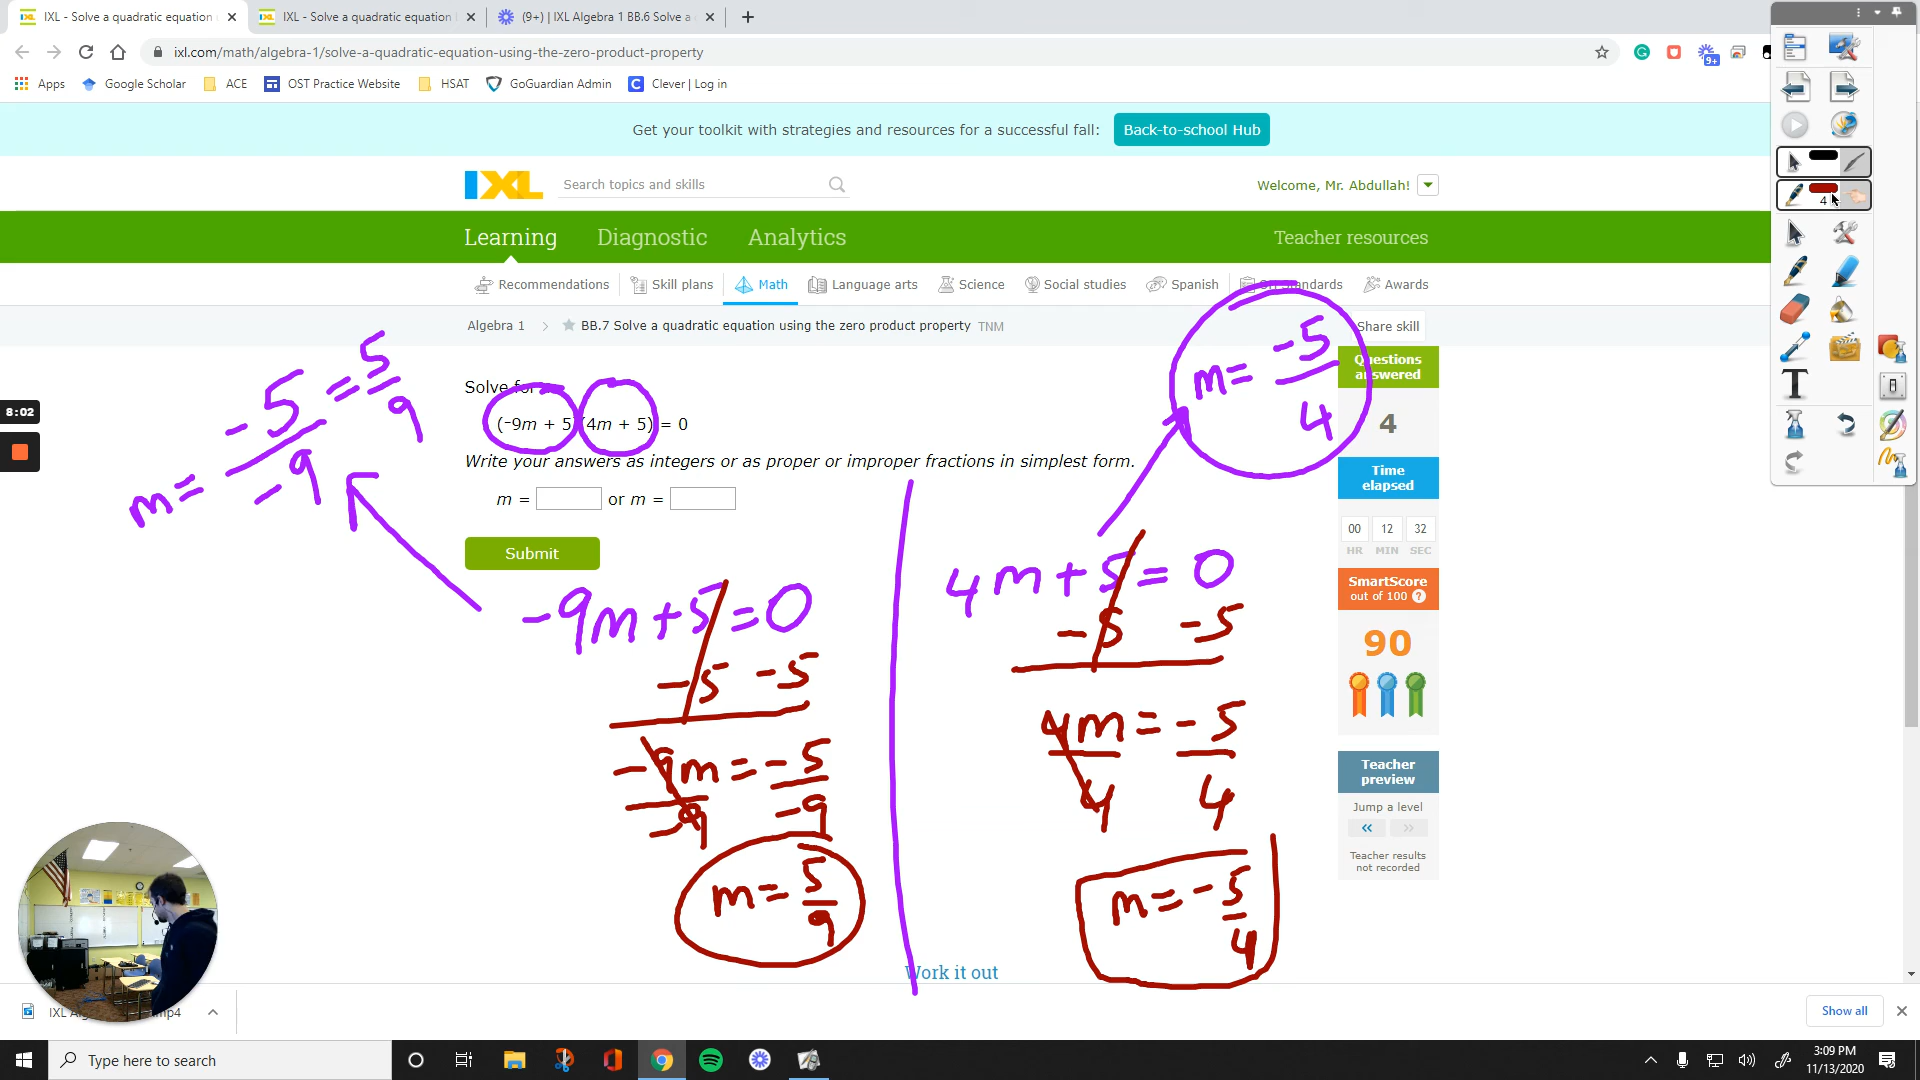 IXL - Solve a quadratic equation
IXL - Solve a quadratic equation
(9+) | IXL Algebra 1 BB.6 Solve a
ixl.com/math/algebra-1/solve-a-quadratic-equation-using-the-zero-product-property
9+
Apps
Google Scholar
ACE
OST Practice Website
HSAT
GoGuardian Admin
Clever | Log in
Get your toolkit with strategies and resources for a successful fall:
Back-to-school Hub
IXL
Search topics and skills
Welcome, Mr. Abdullah!
Learning
Diagnostic
Analytics
Teacher resources
Recommendations
Skill plans
Math
Language arts
Science
Social studies
Spanish
Standards
Awards
Algebra 1
BB.7 Solve a quadratic equation using the zero product property
TNM
Share skill
Solve for
(-9m + 5)(4m + 5) = 0
Write your answers as integers or as proper or improper fractions in simplest form.
m =
or m =
Submit
m = -5/-9 = 5/9
m = -5/4
-9m+5=0
-5 -5
-9m = -5
-9 -9
m = 5/9
4m+5=0
-5 -5
4m = -5
4 4
m = -5/4
Work it out
Questions
answered
4
Time
elapsed
00
12
32
HR
MIN
SEC
SmartScore
out of 100 ?
90
Teacher
preview
Jump a level
Teacher results
not recorded
4
T
8:02
mp4
Show all
Type here to search
3:09 PM
11/13/2020